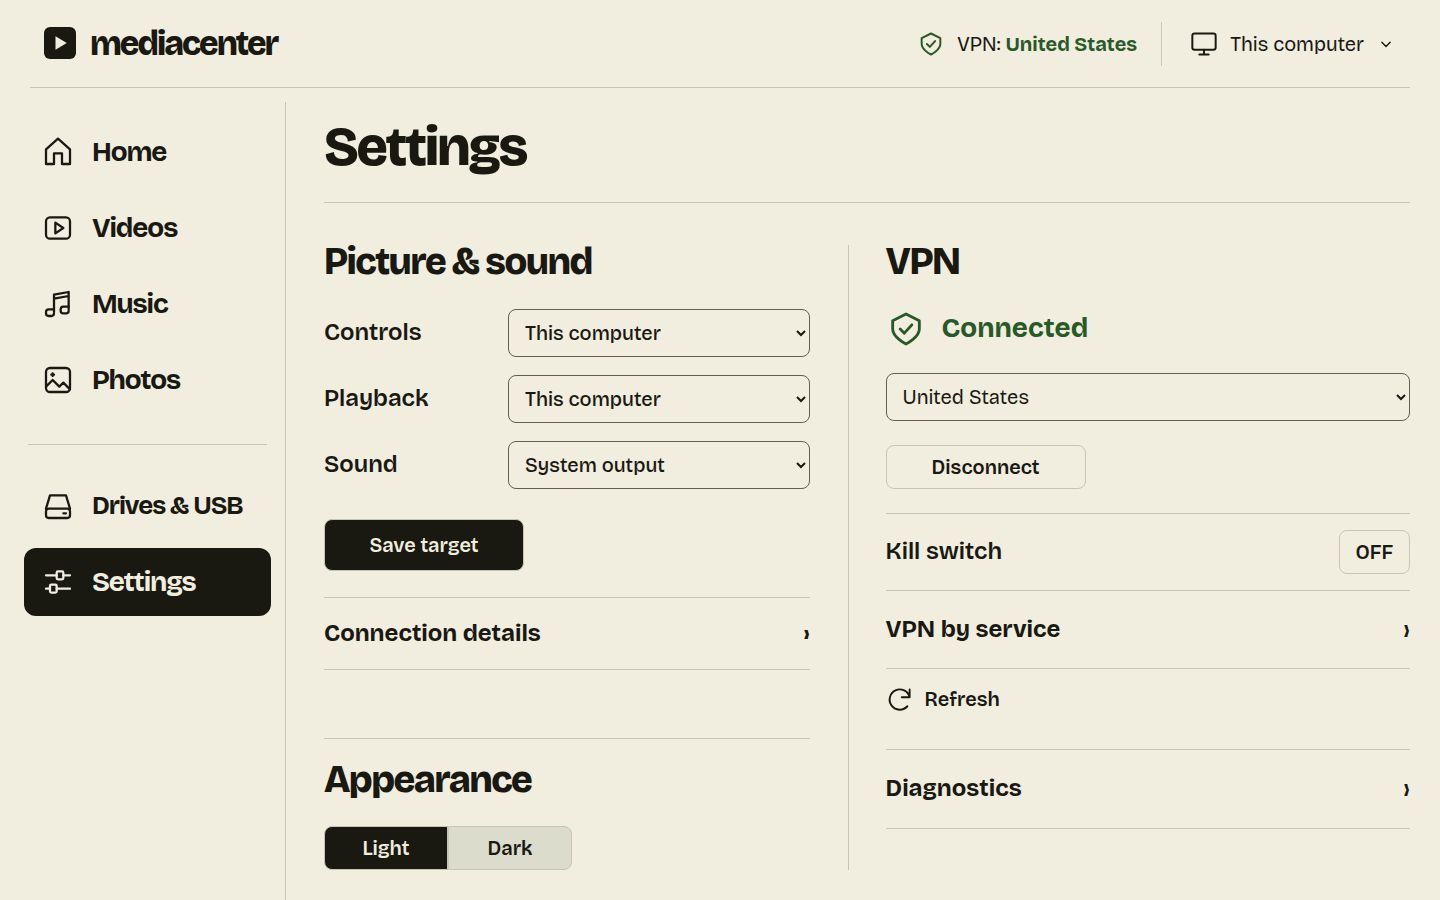 mediacenter
VPN: United States
This computer
Home
Videos
Music
Photos
Drives & USB
Settings
Settings
Picture & sound
Controls
This computer
Playback
This computer
Sound
System output
Save target
Connection details
Appearance
Light
Dark
VPN
Connected
United States
Disconnect
Kill switch
OFF
VPN by service
Refresh
Diagnostics